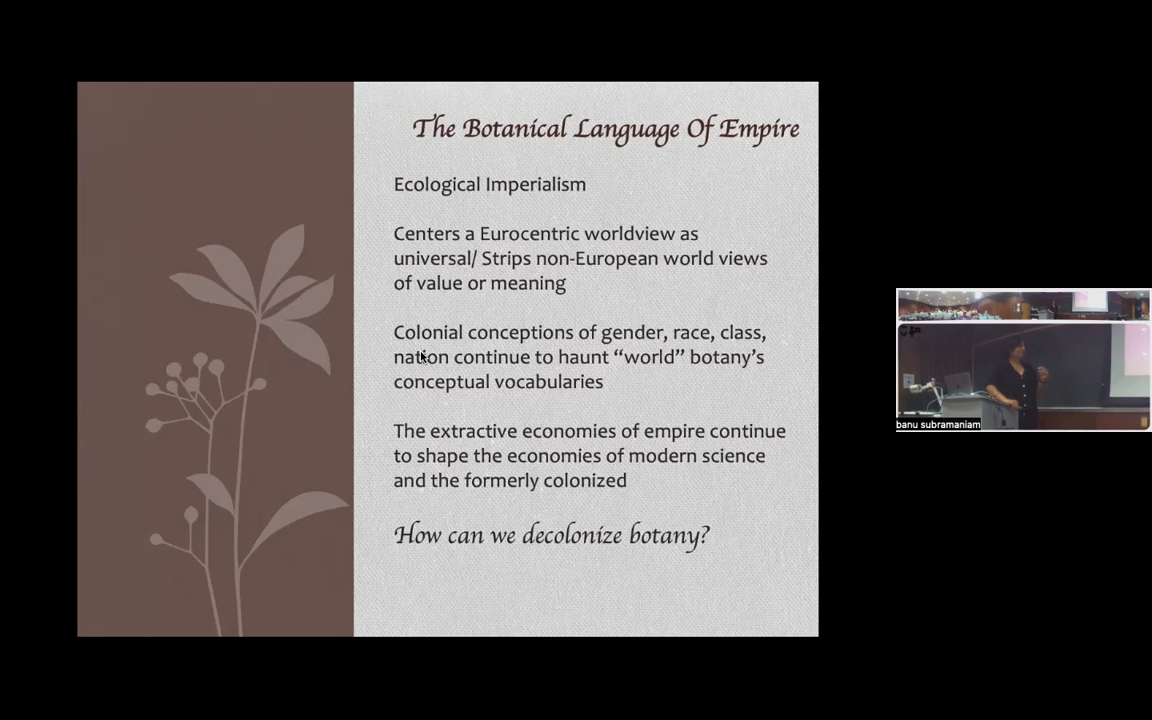 The Botanical Language Of Empire
Ecological Imperialism
Centers a Eurocentric worldview as
universal/ Strips non-European world views
of value or meaning
Colonial conceptions of gender, race, class,
nation continue to haunt “world” botany’s
conceptual vocabularies
The extractive economies of empire continue
to shape the economies of modern science
and the formerly colonized
How can we decolonize botany?
banu subramaniam